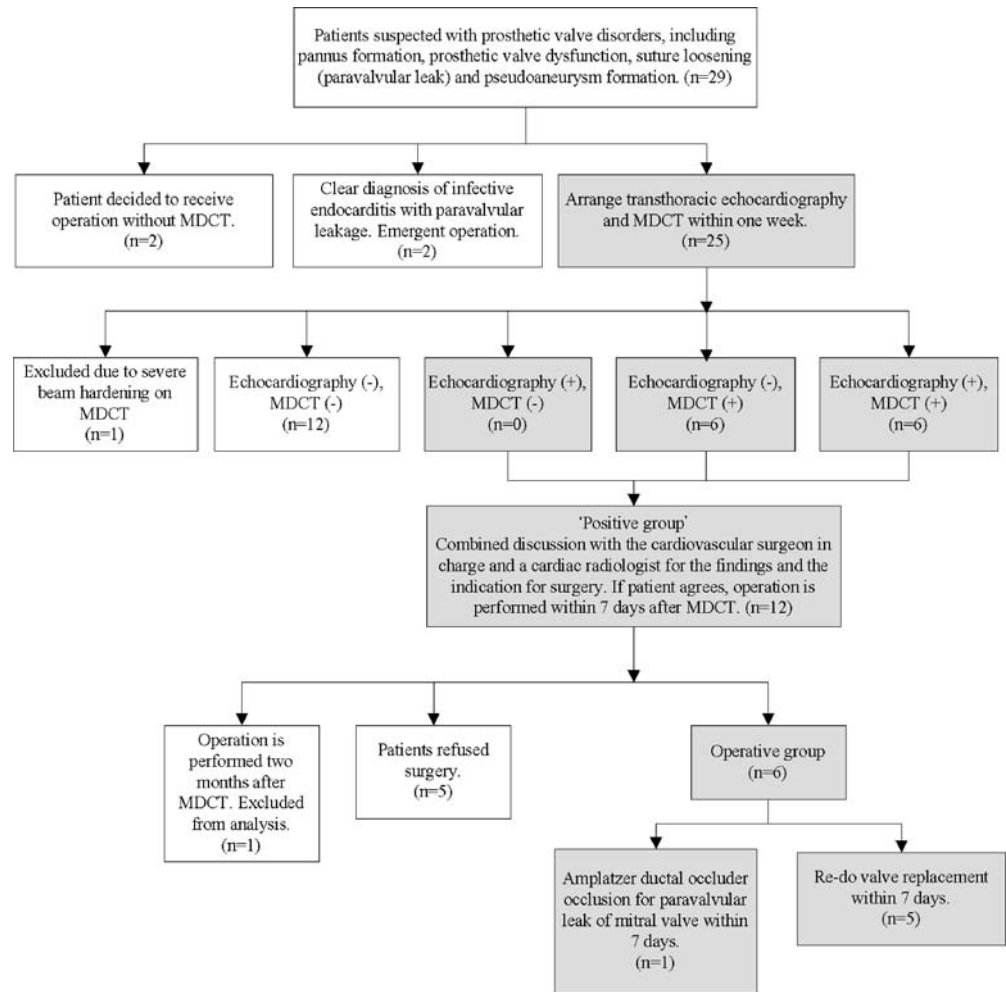 Patients suspected with prosthetic valve disorders, including
pannus formation, prosthetic valve dysfunction, suture loosening
(paravalvular leak) and pseudoaneurysm formation. (n=29)
Patient decided to receive
operation without MDCT.
(n=2)
Clear diagnosis of infective
endocarditis with paravalvular
leakage. Emergent operation.
(n=2)
Arrange transthoracic echocardiography
and MDCT within one week.
(n=25)
Excluded due to severe
beam hardening on
MDCT
(n=1)
Echocardiography (-),
MDCT (-)
(n=12)
Echocardiography (+),
MDCT (-)
(n=0)
Echocardiography (-),
MDCT (+)
(n=6)
Echocardiography (+),
MDCT (+)
(n=6)
'Positive group'
Combined discussion with the cardiovascular surgeon in
charge and a cardiac radiologist for the findings and the
indication for surgery. If patient agrees, operation is
performed within 7 days after MDCT. (n=12)
Operation is
performed two
months after
MDCT. Excluded
from analysis.
(n=1)
Patients refused
surgery.
(n=5)
Operative group
(n=6)
Amplatzer ductal occluder
occlusion for paravalvular
leak of mitral valve within
7 days.
(n=1)
Re-do valve replacement
within 7 days.
(n=5)